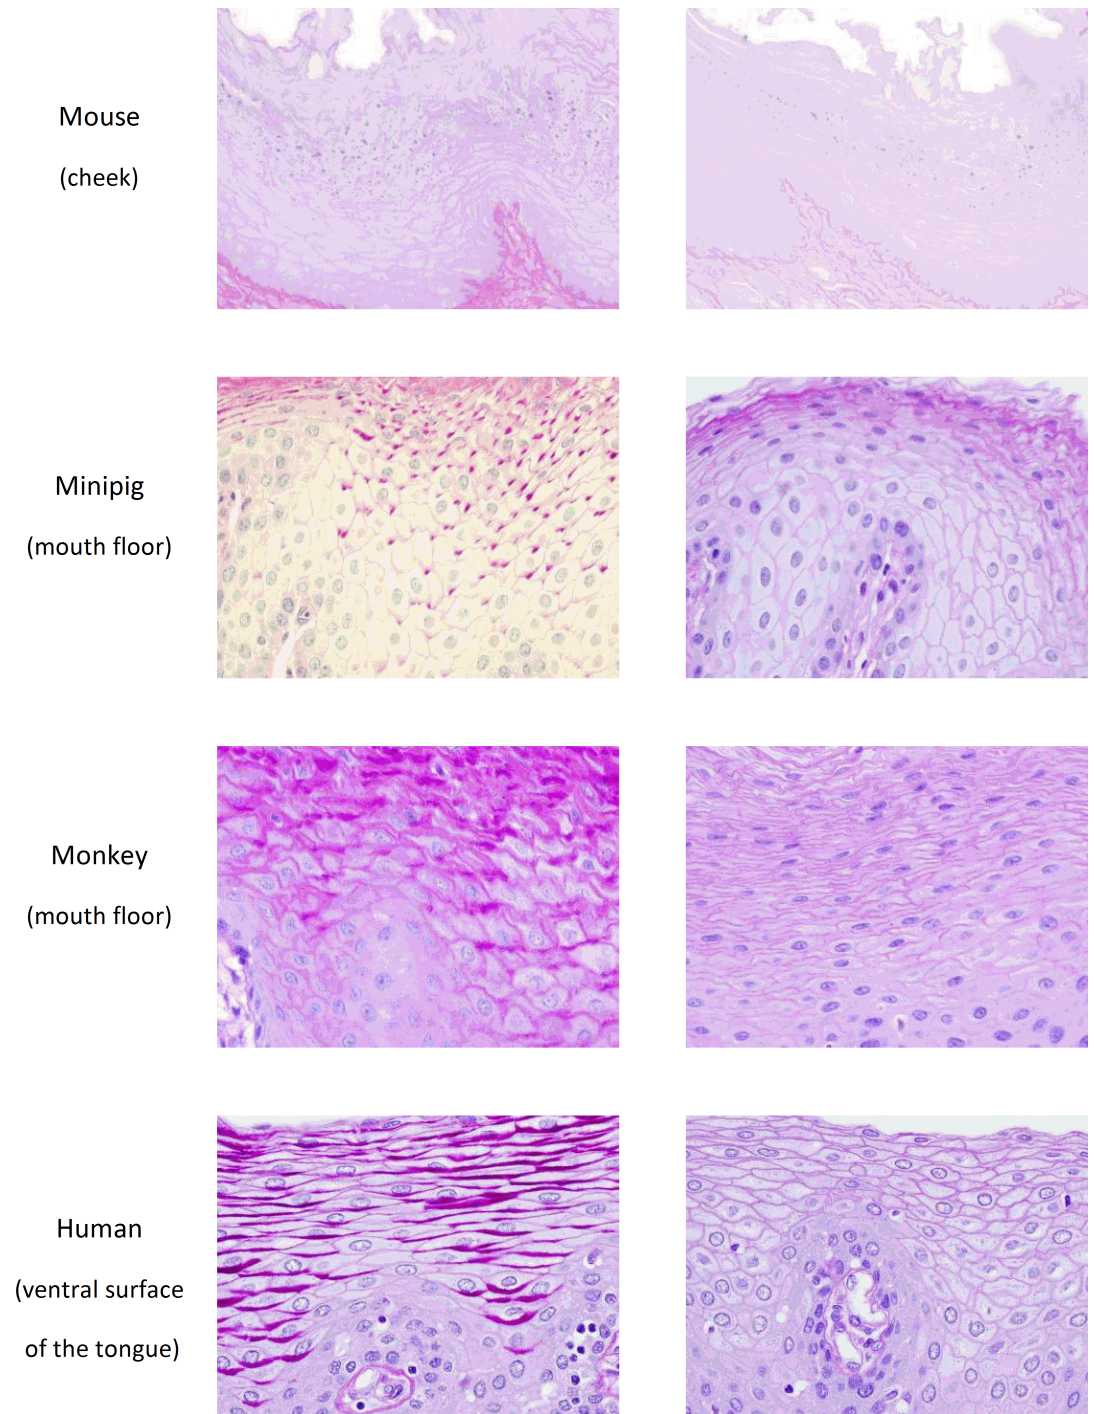 Mouse
(cheek)
Minipig
(mouth floor)
Monkey
(mouth floor)
Human
(ventral surface
of the tongue)